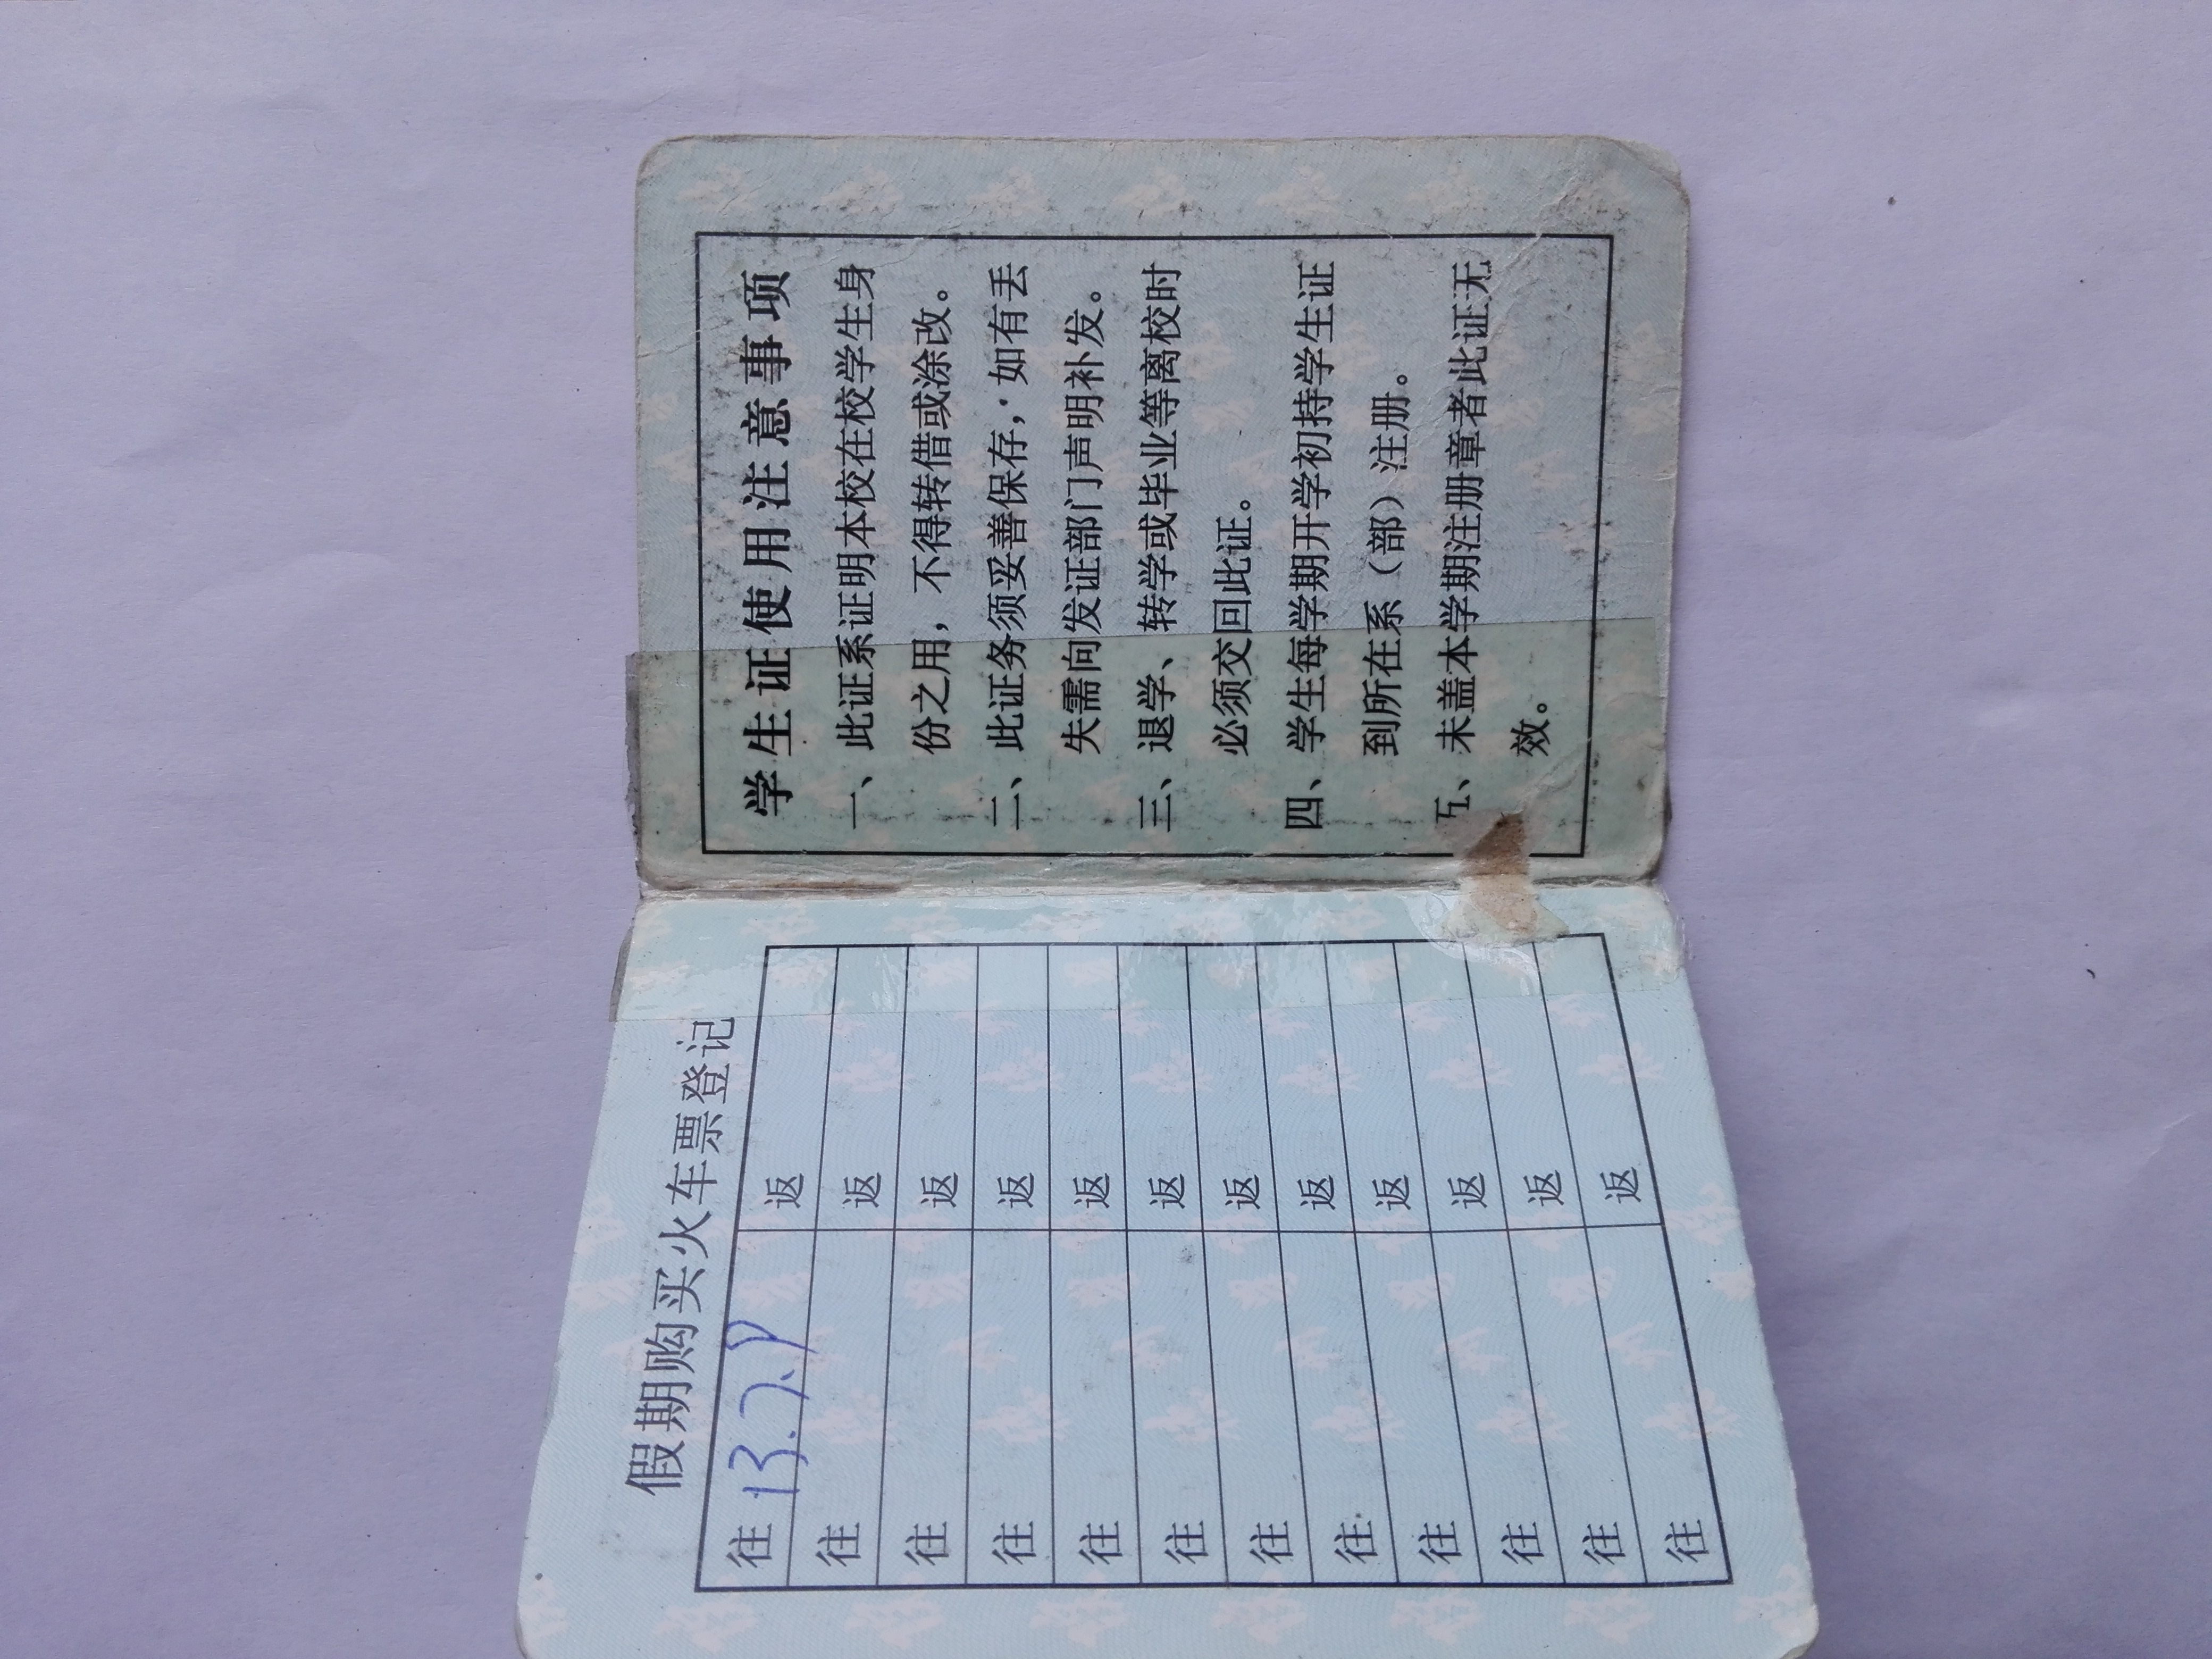 假期购买火车票登记
往 13.7.8 返
往 返
往 返
往 返
往 返
往 返
往 返
往 返
往 返
往 返
往 返
往 返
学生证使用注意事项
一、此证系证明本校在校学生身
份之用，不得转借或涂改。
二、此证务须妥善保存，如有丢
失需向发证部门声明补发。
三、退学、转学或毕业等离校时
必须交回此证。
四、学生每学期开学初持学生证
到所在系（部）注册。
五、未盖本学期注册章者此证无
效。